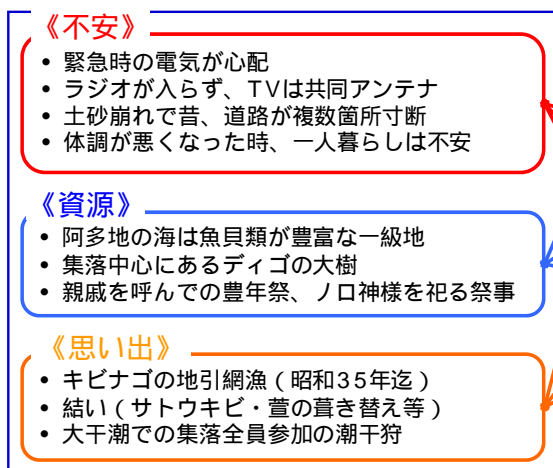 《不安》
• 緊急時の電気が心配
• ラジオが入らず、TVは共同アンテナ
• 土砂崩れで昔、道路が複数箇所寸断
• 体調が悪くなった時、一人暮らしは不安
《資源》
• 阿多地の海は魚貝類が豊富な一級地
• 集落中心にあるディゴの大樹
• 親戚を呼んでの豊年祭、ノロ神様を祀る祭事
《思い出》
• キビナゴの地引網漁（昭和35年迄）
• 結い（サトウキビ・萱の葺き替え等）
• 大干潮での集落全員参加の潮干狩